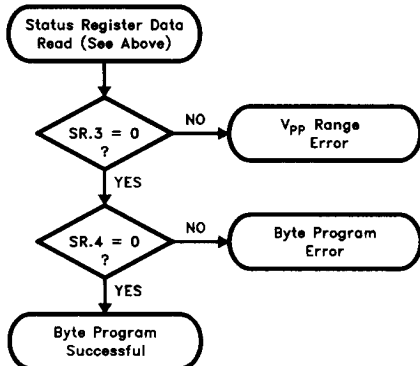 Status Register Data
Read (See Above)
SR.3 = 0
?
NO
VPP Range
Error
YES
SR.4 = 0
?
NO
Byte Program
Error
YES
Byte Program
Successful